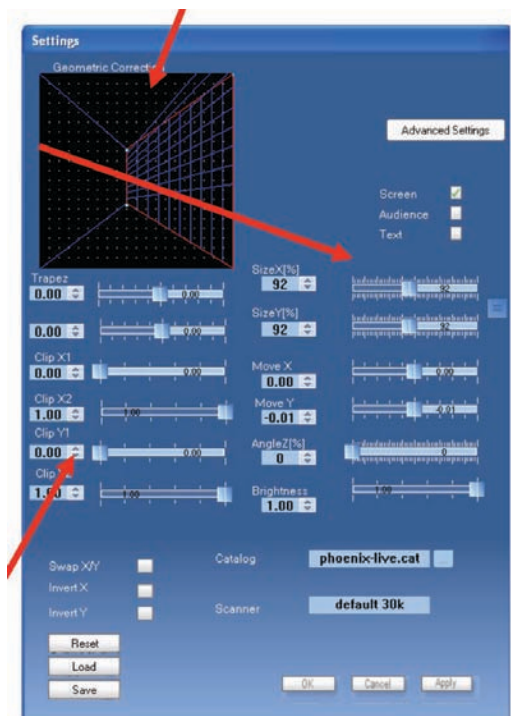 Settings
Geometric Correction
Advanced Settings
Screen
Audience
Text
Trapez
0.00 0.00
0.00 0.00
Clip X1
0.00 0.00
Clip X2
1.00 1.00
Clip Y1
0.00 0.00
Clip
1.00 1.00
SizeX[%]
92 92
SizeY[%]
92 92
Move X
0.00 0.00
Move Y
-0.01 -0.01
AngleZ[%]
0 0
Brightness
1.00 1.00
Swap X/Y
Invert X
Invert Y
Catalog phoenix-live.cat
Scanner default 30k
Reset
Load
Save
OK Cancel Apply